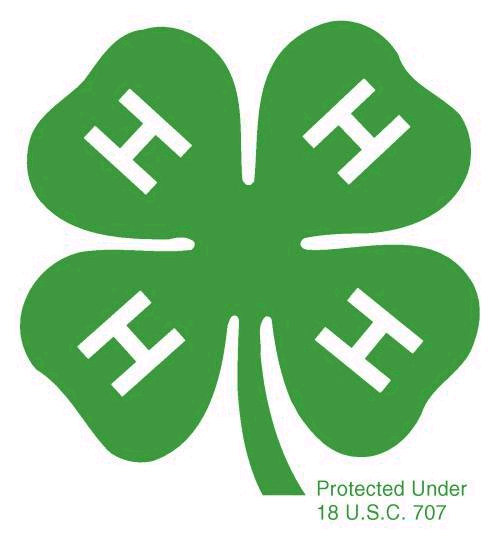 H H
H H
Protected Under
18 U.S.C. 707